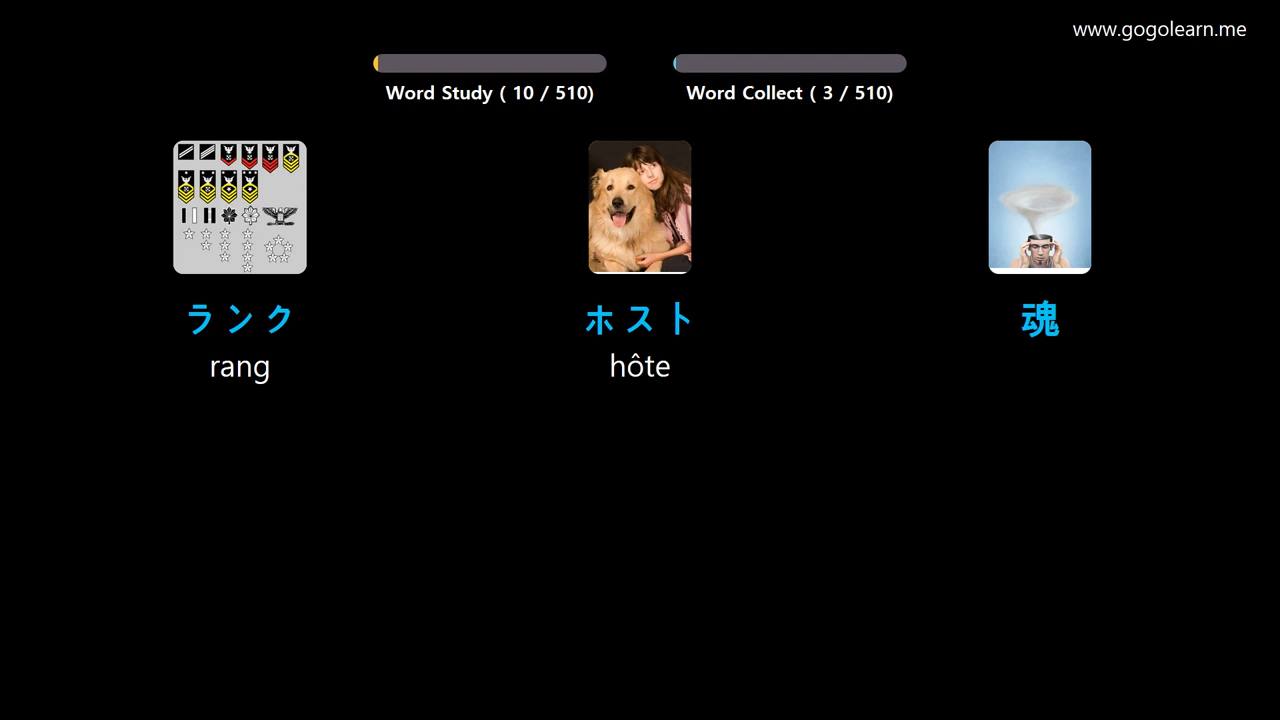 www.gogolearn.me
Word Study ( 10 / 510)
Word Collect ( 3 / 510)
ランク
ホスト
魂
rang
hôte